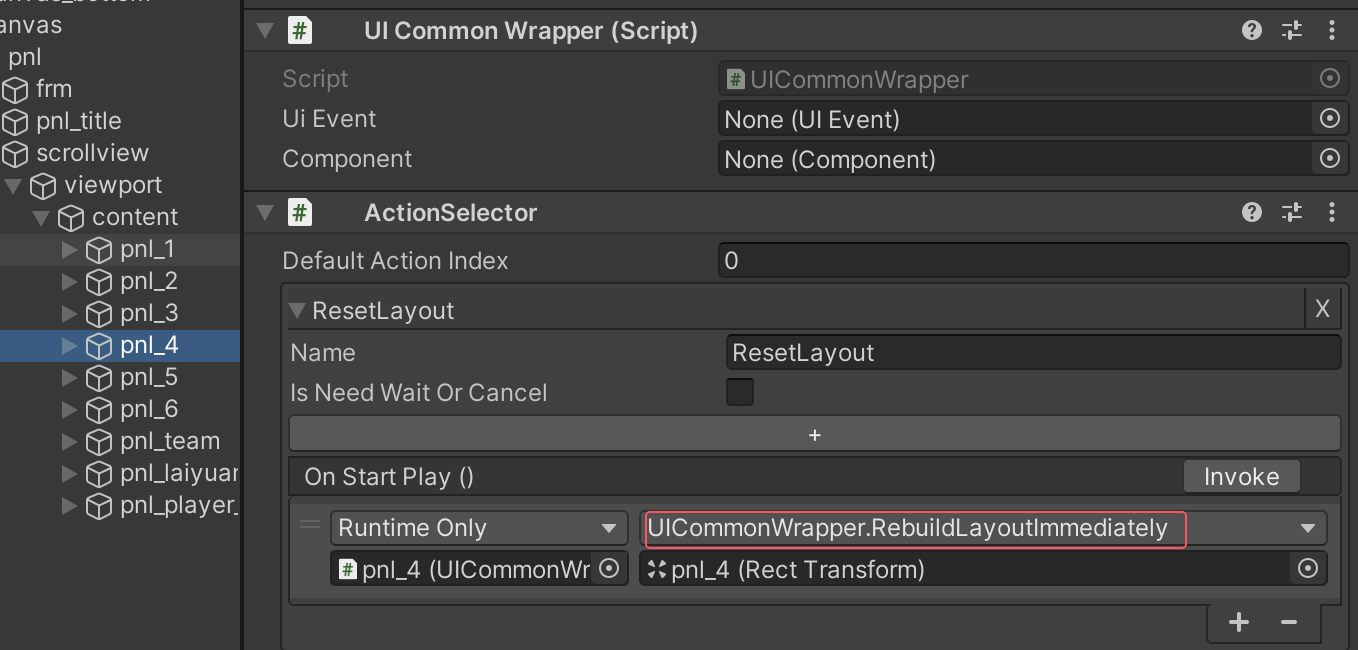 anvas
pnl
frm
pnl_title
scrollview
viewport
content
pnl_1
pnl_2
pnl_3
pnl_4
pnl_5
pnl_6
pnl_team
pnl_laiyuar
pnl_player_
# UI Common Wrapper (Script)
Script # UICommonWrapper
Ui Event None (UI Event)
Component None (Component)
# ActionSelector
Default Action Index 0
ResetLayout X
Name ResetLayout
Is Need Wait Or Cancel
+
On Start Play () Invoke
Runtime Only UICommonWrapper.RebuildLayoutImmediately
# pnl_4 (UICommonWr pnl_4 (Rect Transform)
+ −